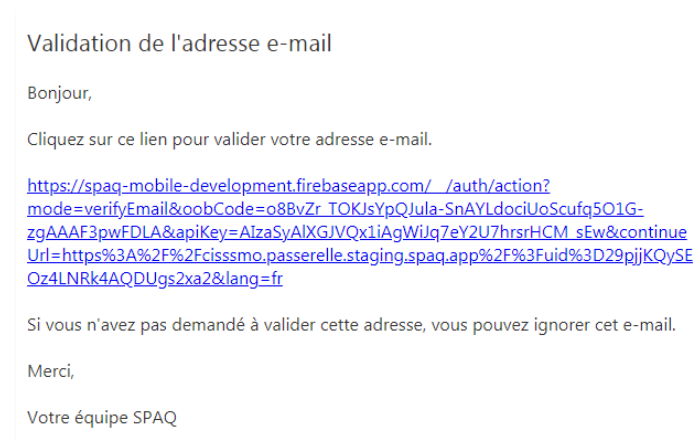 Validation de l'adresse e-mail
Bonjour,
Cliquez sur ce lien pour valider votre adresse e-mail.
https://spaq-mobile-development.firebaseapp.com/__/auth/action?
mode=verifyEmail&oobCode=o8BvZr_TOKJsYpQJula-SnAYLdociUoScufq5O1G-
zgAAAF3pwFDLA&apiKey=AIzaSyAlXGJVQx1iAgWiJq7eY2U7hrsrHCM_sEw&continue
Url=https%3A%2F%2Fcisssmo.passerelle.staging.spaq.app%2F%3Fuid%3D29pjjKQySE
Oz4LNRk4AQDUgs2xa2&lang=fr
Si vous n'avez pas demandé à valider cette adresse, vous pouvez ignorer cet e-mail.
Merci,
Votre équipe SPAQ